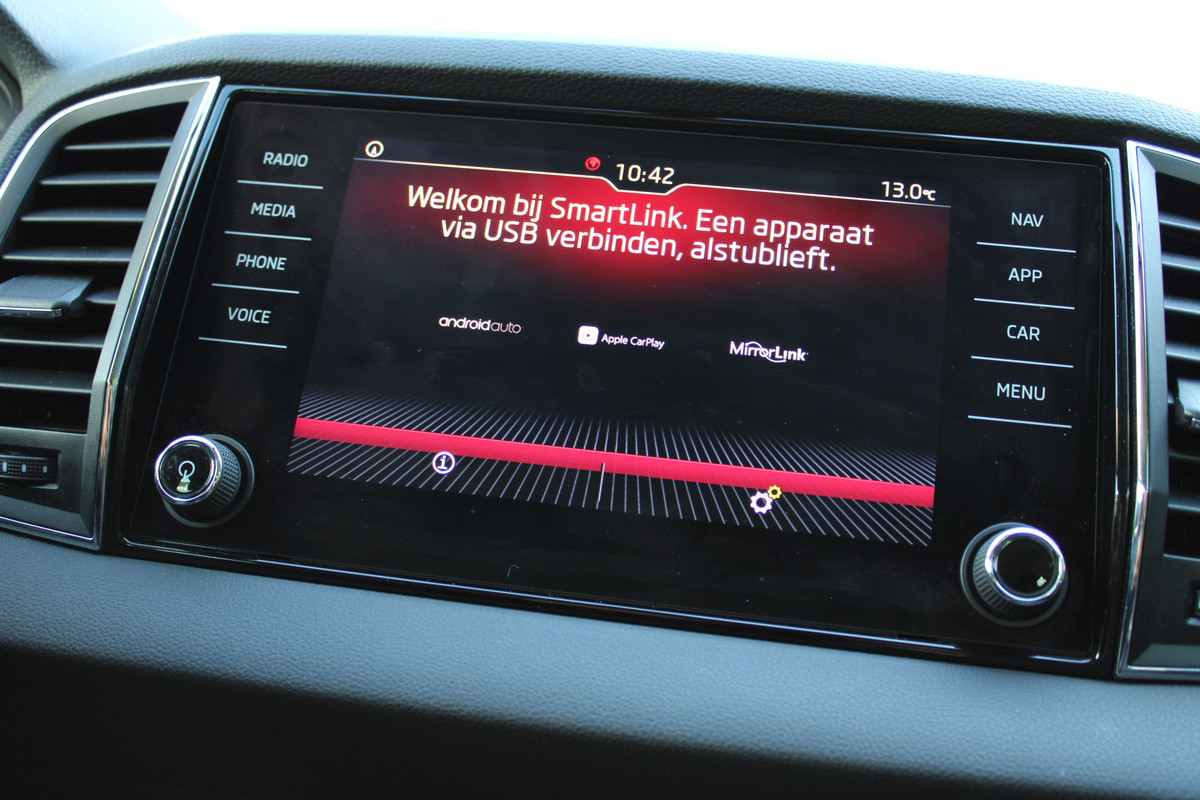 RADIO
MEDIA
PHONE
VOICE
10:42
13.0°C
Welkom bij SmartLink. Een apparaat
via USB verbinden, alstublieft.
androidauto
Apple CarPlay
MirrorLink
NAV
APP
CAR
MENU